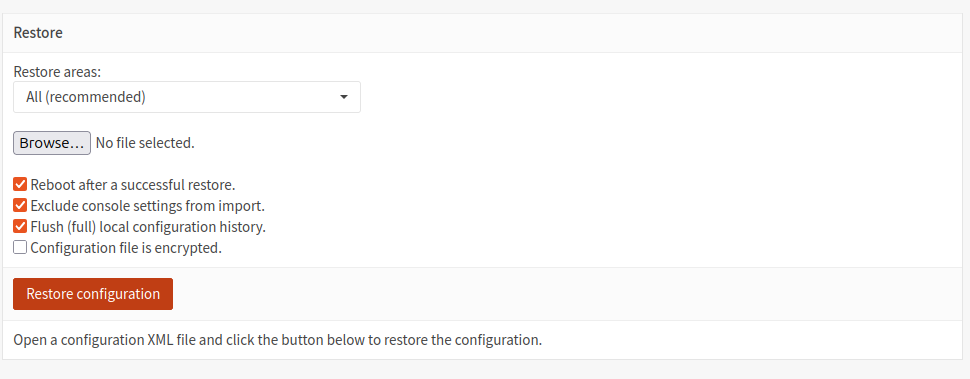 Restore
Restore areas:
All (recommended)
Browse... No file selected.
Reboot after a successful restore.
Exclude console settings from import.
Flush (full) local configuration history.
Configuration file is encrypted.
Restore configuration
Open a configuration XML file and click the button below to restore the configuration.